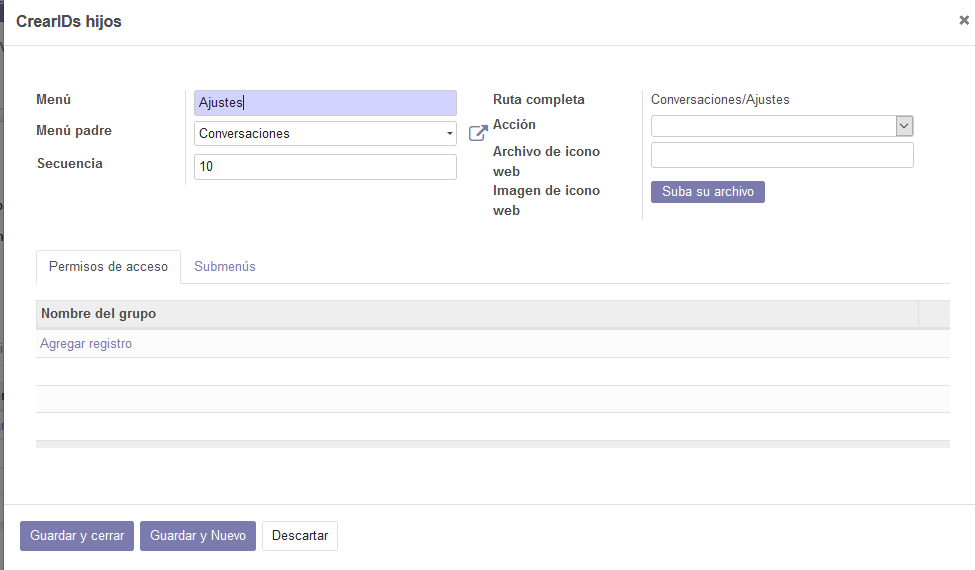 CrearIDs hijos
Menú
Ajustes
Menú padre
Conversaciones
Secuencia
10
Ruta completa
Conversaciones/Ajustes
Acción
Archivo de icono
web
Imagen de icono
web
Suba su archivo
Permisos de acceso
Submenús
Nombre del grupo
Agregar registro
Guardar y cerrar
Guardar y Nuevo
Descartar